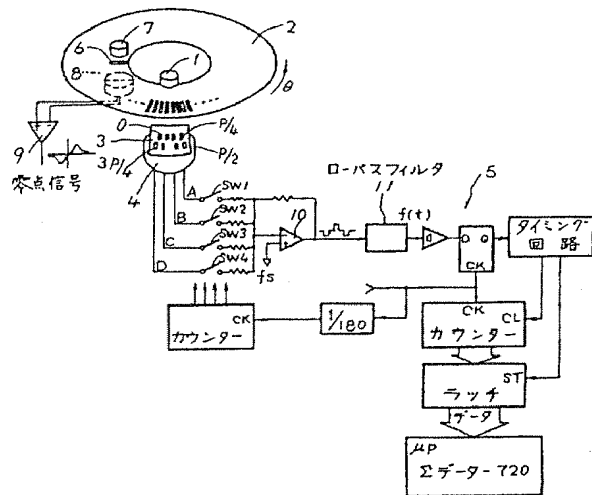 7
1
2
6
8
θ
O
P/4
3
3P/4
P/2
4
9
零点信号
A
SW1
B
SW2
C
SW3
D
SW4
10
fs
ローパスフィルタ
11
f(t)
5
CK
タイミング
回路
カウンター
CK
1/180
CK
CL
カウンター
ST
ラッチ
データ
μP
Σデーター720